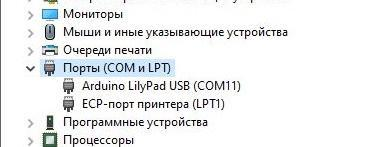 Мониторы
Мыши и иные указывающие устройства
Очереди печати
Порты (COM и LPT)
Arduino LilyPad USB (COM11)
ECP-порт принтера (LPT1)
Программные устройства
Процессоры